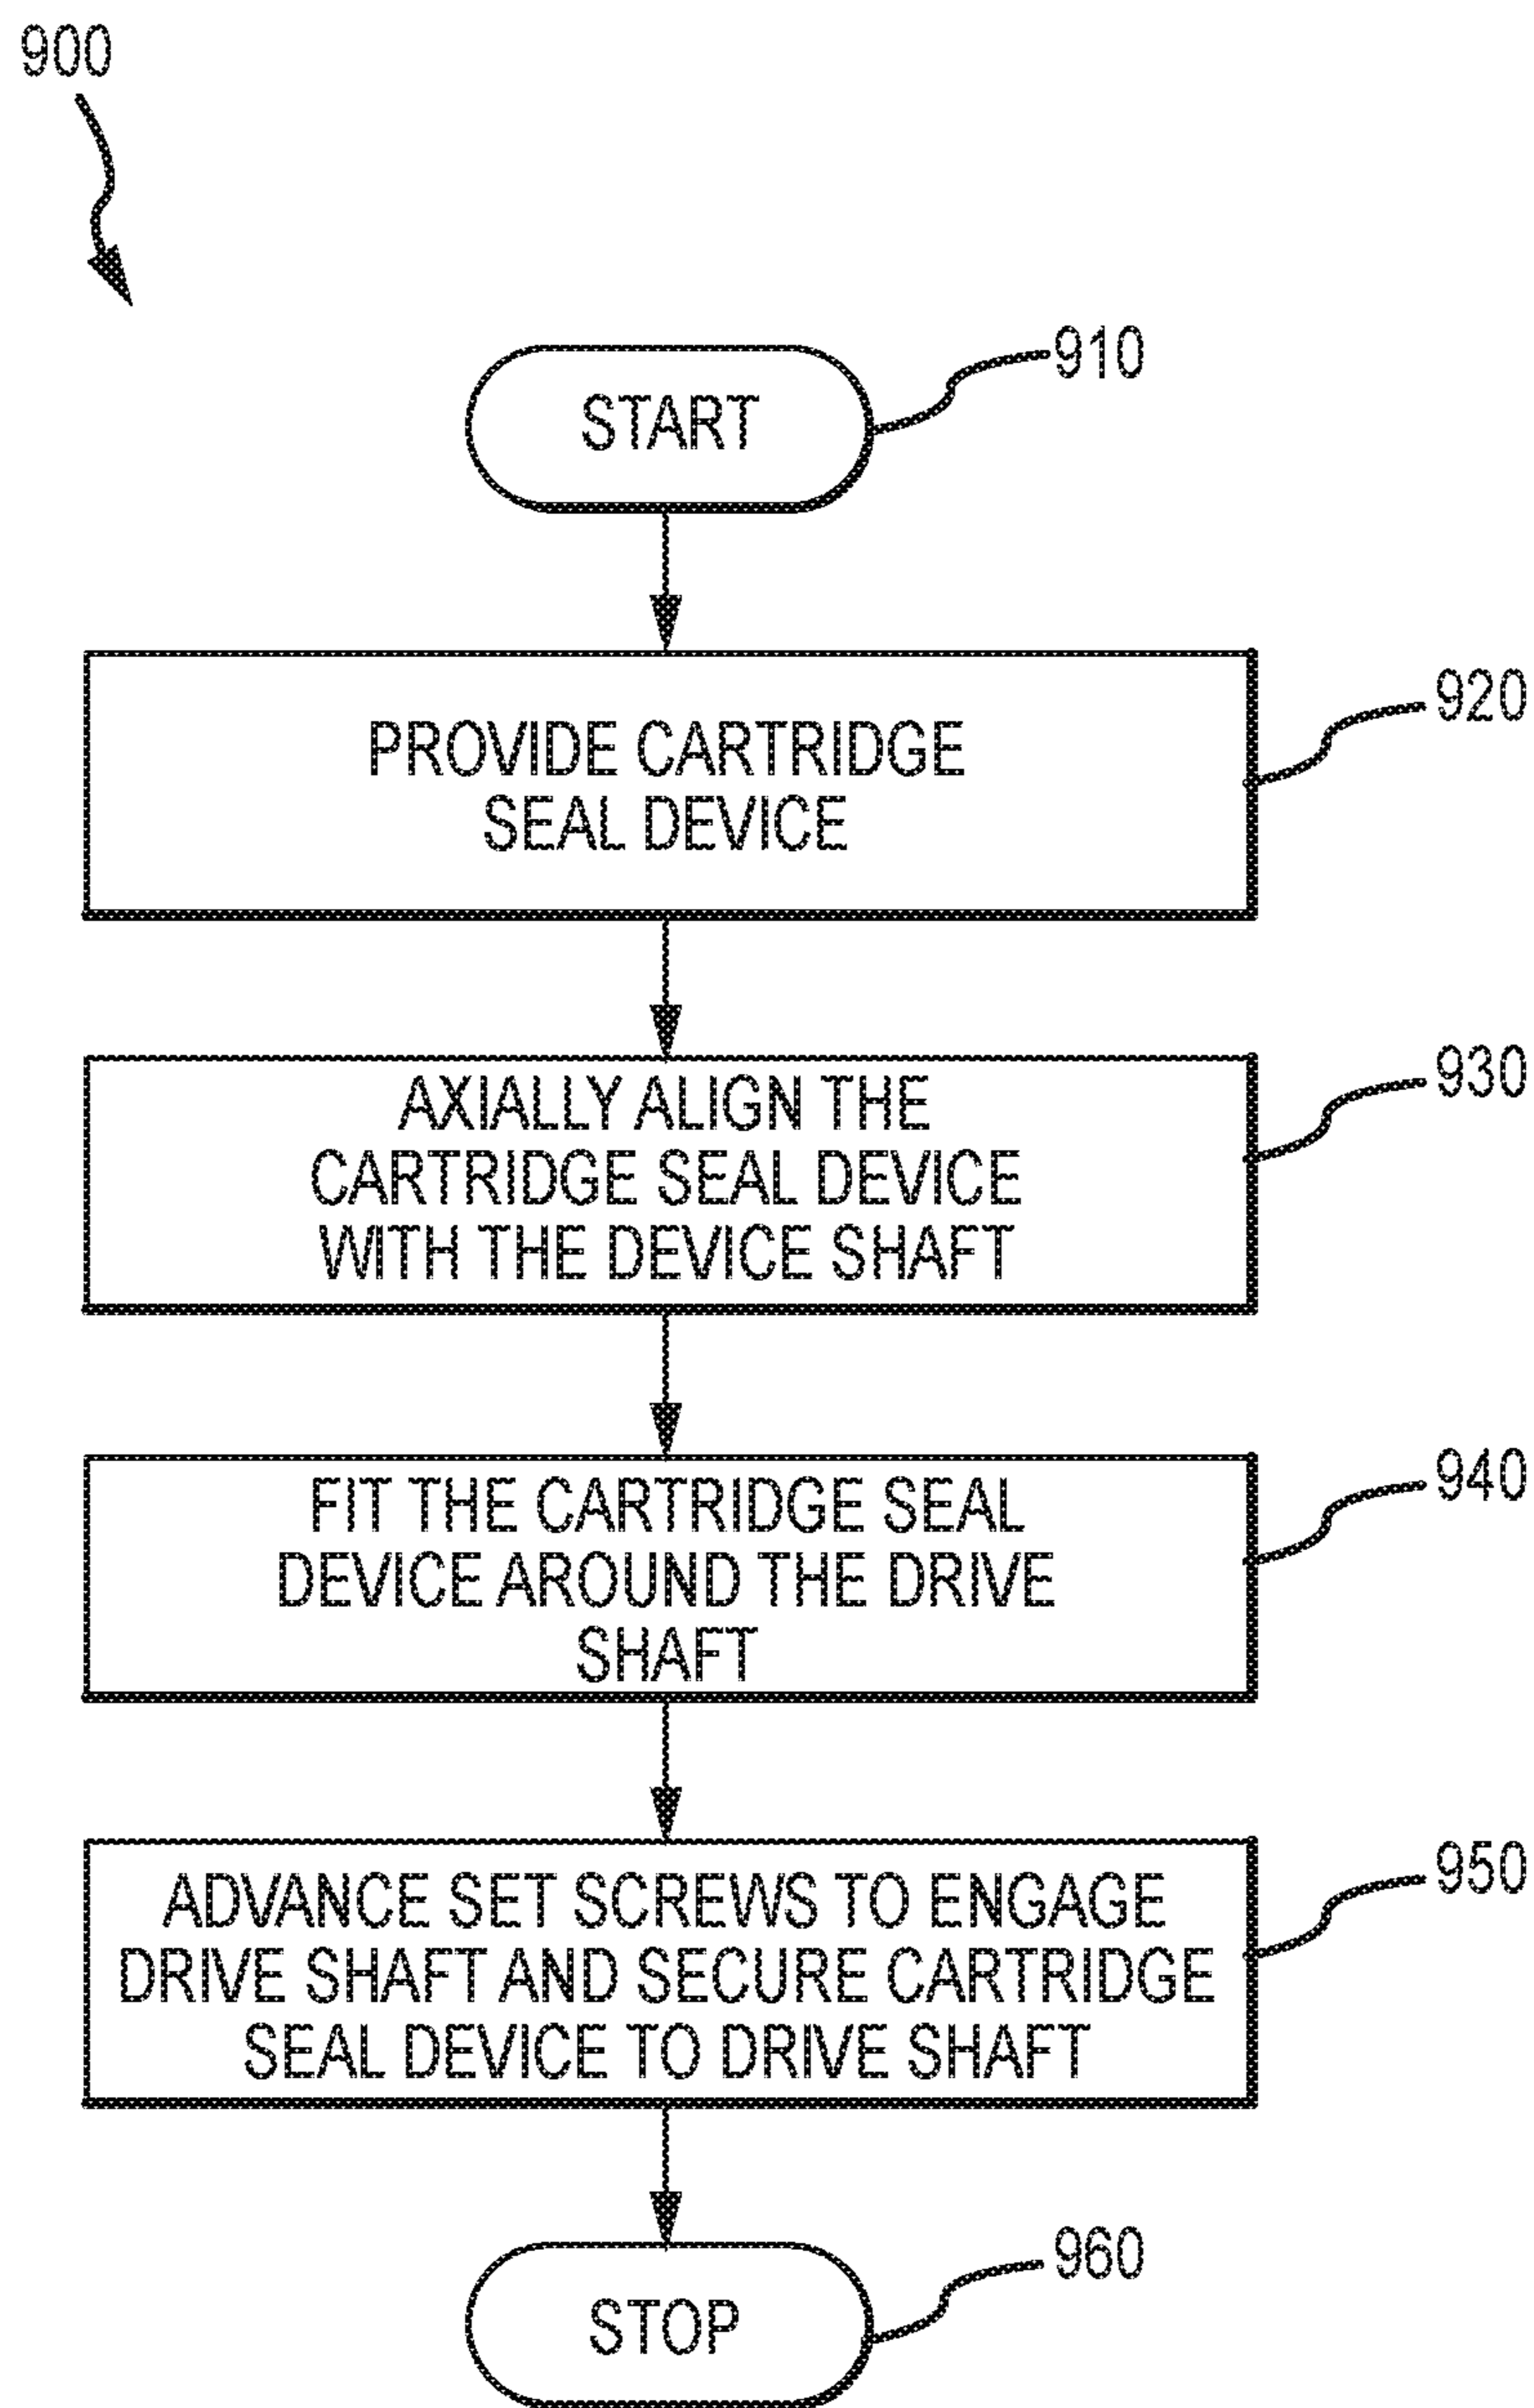 900
START
910
PROVIDE CARTRIDGE
SEAL DEVICE
920
AXIALLY ALIGN THE
CARTRIDGE SEAL DEVICE
WITH THE DEVICE SHAFT
930
FIT THE CARTRIDGE SEAL
DEVICE AROUND THE DRIVE
SHAFT
940
ADVANCE SET SCREWS TO ENGAGE
DRIVE SHAFT AND SECURE CARTRIDGE
SEAL DEVICE TO DRIVE SHAFT
950
STOP
960